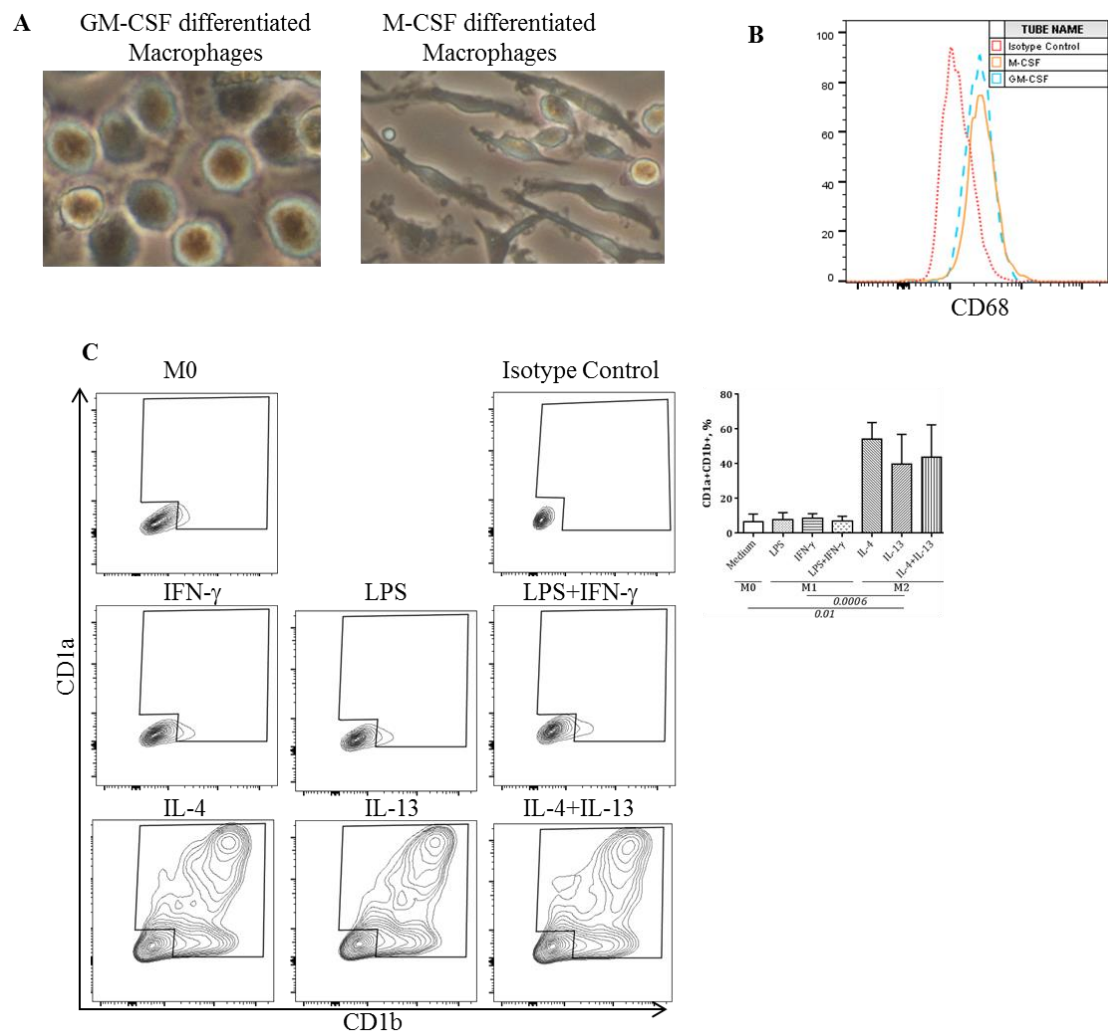 A
GM-CSF differentiated
Macrophages
M-CSF differentiated
Macrophages
B
TUBE NAME
Isotype Control
M-CSF
GM-CSF
100
80
60
40
20
0
CD68
C
M0
Isotype Control
IFN-γ
LPS
LPS+IFN-γ
IL-4
IL-13
IL-4+IL-13
CD1a
CD1b
CD1a+CD1b+, %
80
60
40
20
0
Medium
LPS
IFN-γ
LPS+IFN-γ
IL-4
IL-13
IL-4+IL-13
M0
M1
M2
0.0006
0.01